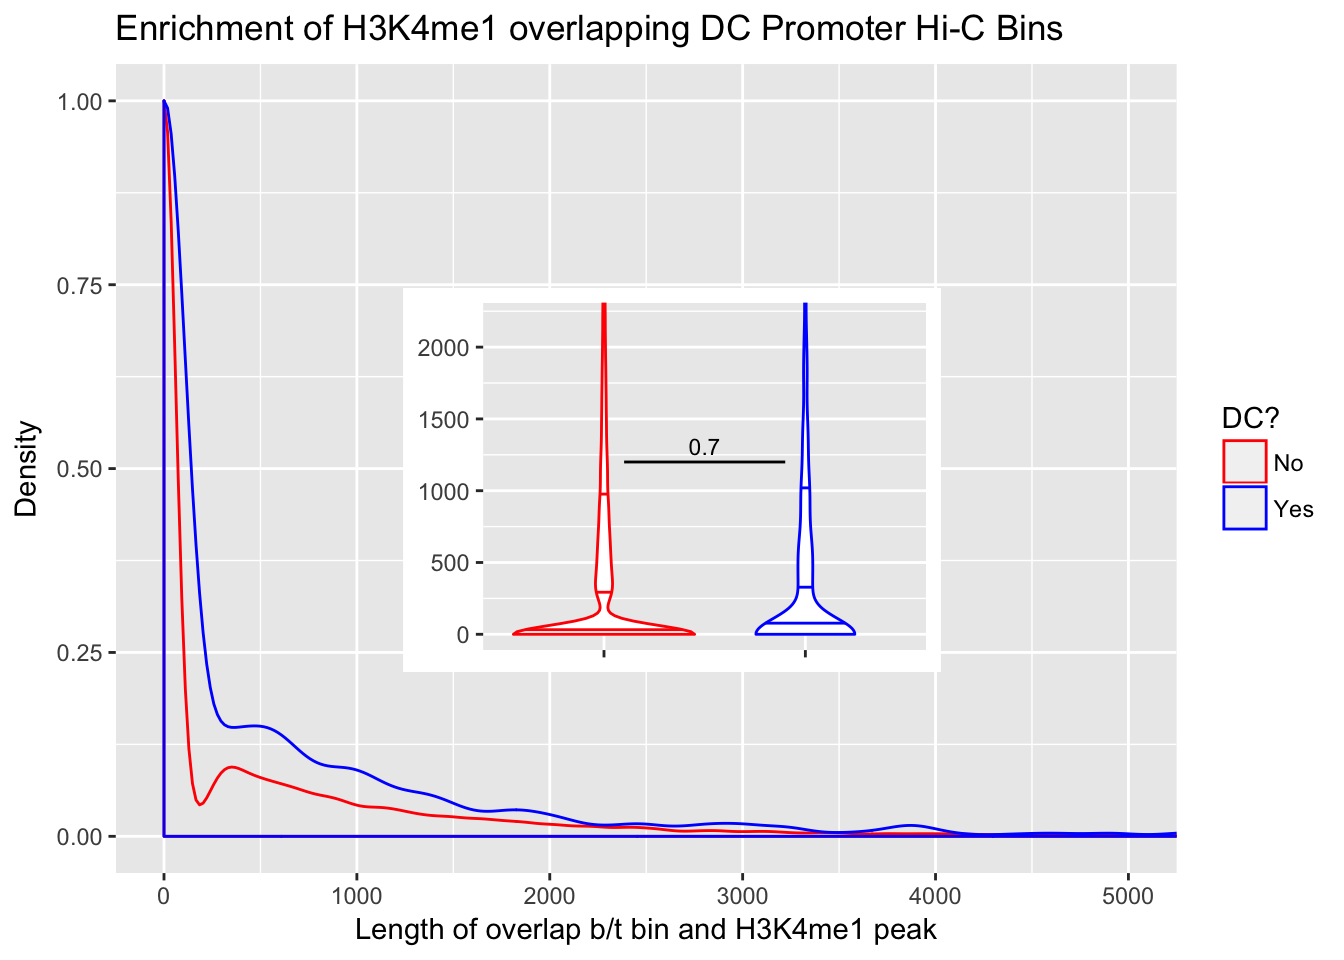 Enrichment of H3K4me1 overlapping DC Promoter Hi-C Bins
Density
1.00
0.75
0.50
0.25
0.00
0
1000
2000
3000
4000
5000
Length of overlap b/t bin and H3K4me1 peak
2000
1500
1000
500
0
0.7
DC?
No
Yes